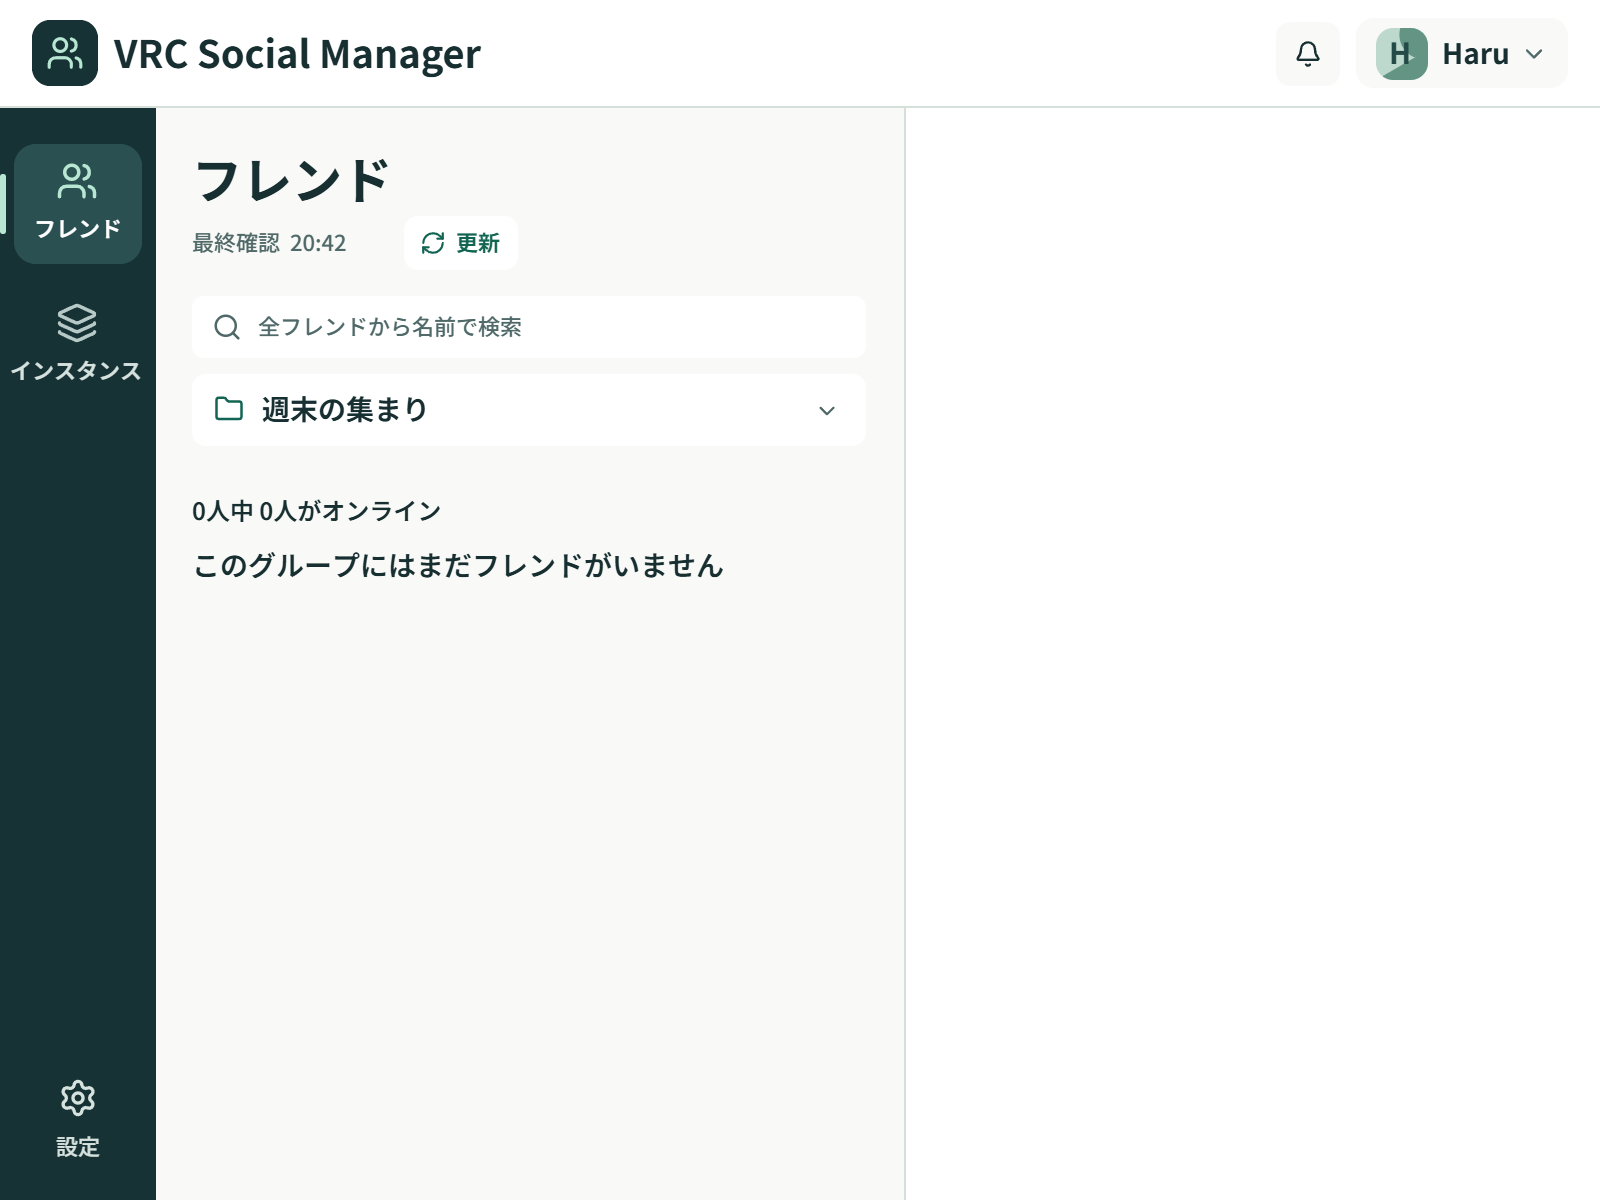 VRC Social Manager
H
Haru
フレンド
インスタンス
設定
フレンド
最終確認 20:42
更新
全フレンドから名前で検索
週末の集まり
0人中 0人がオンライン
このグループにはまだフレンドがいません